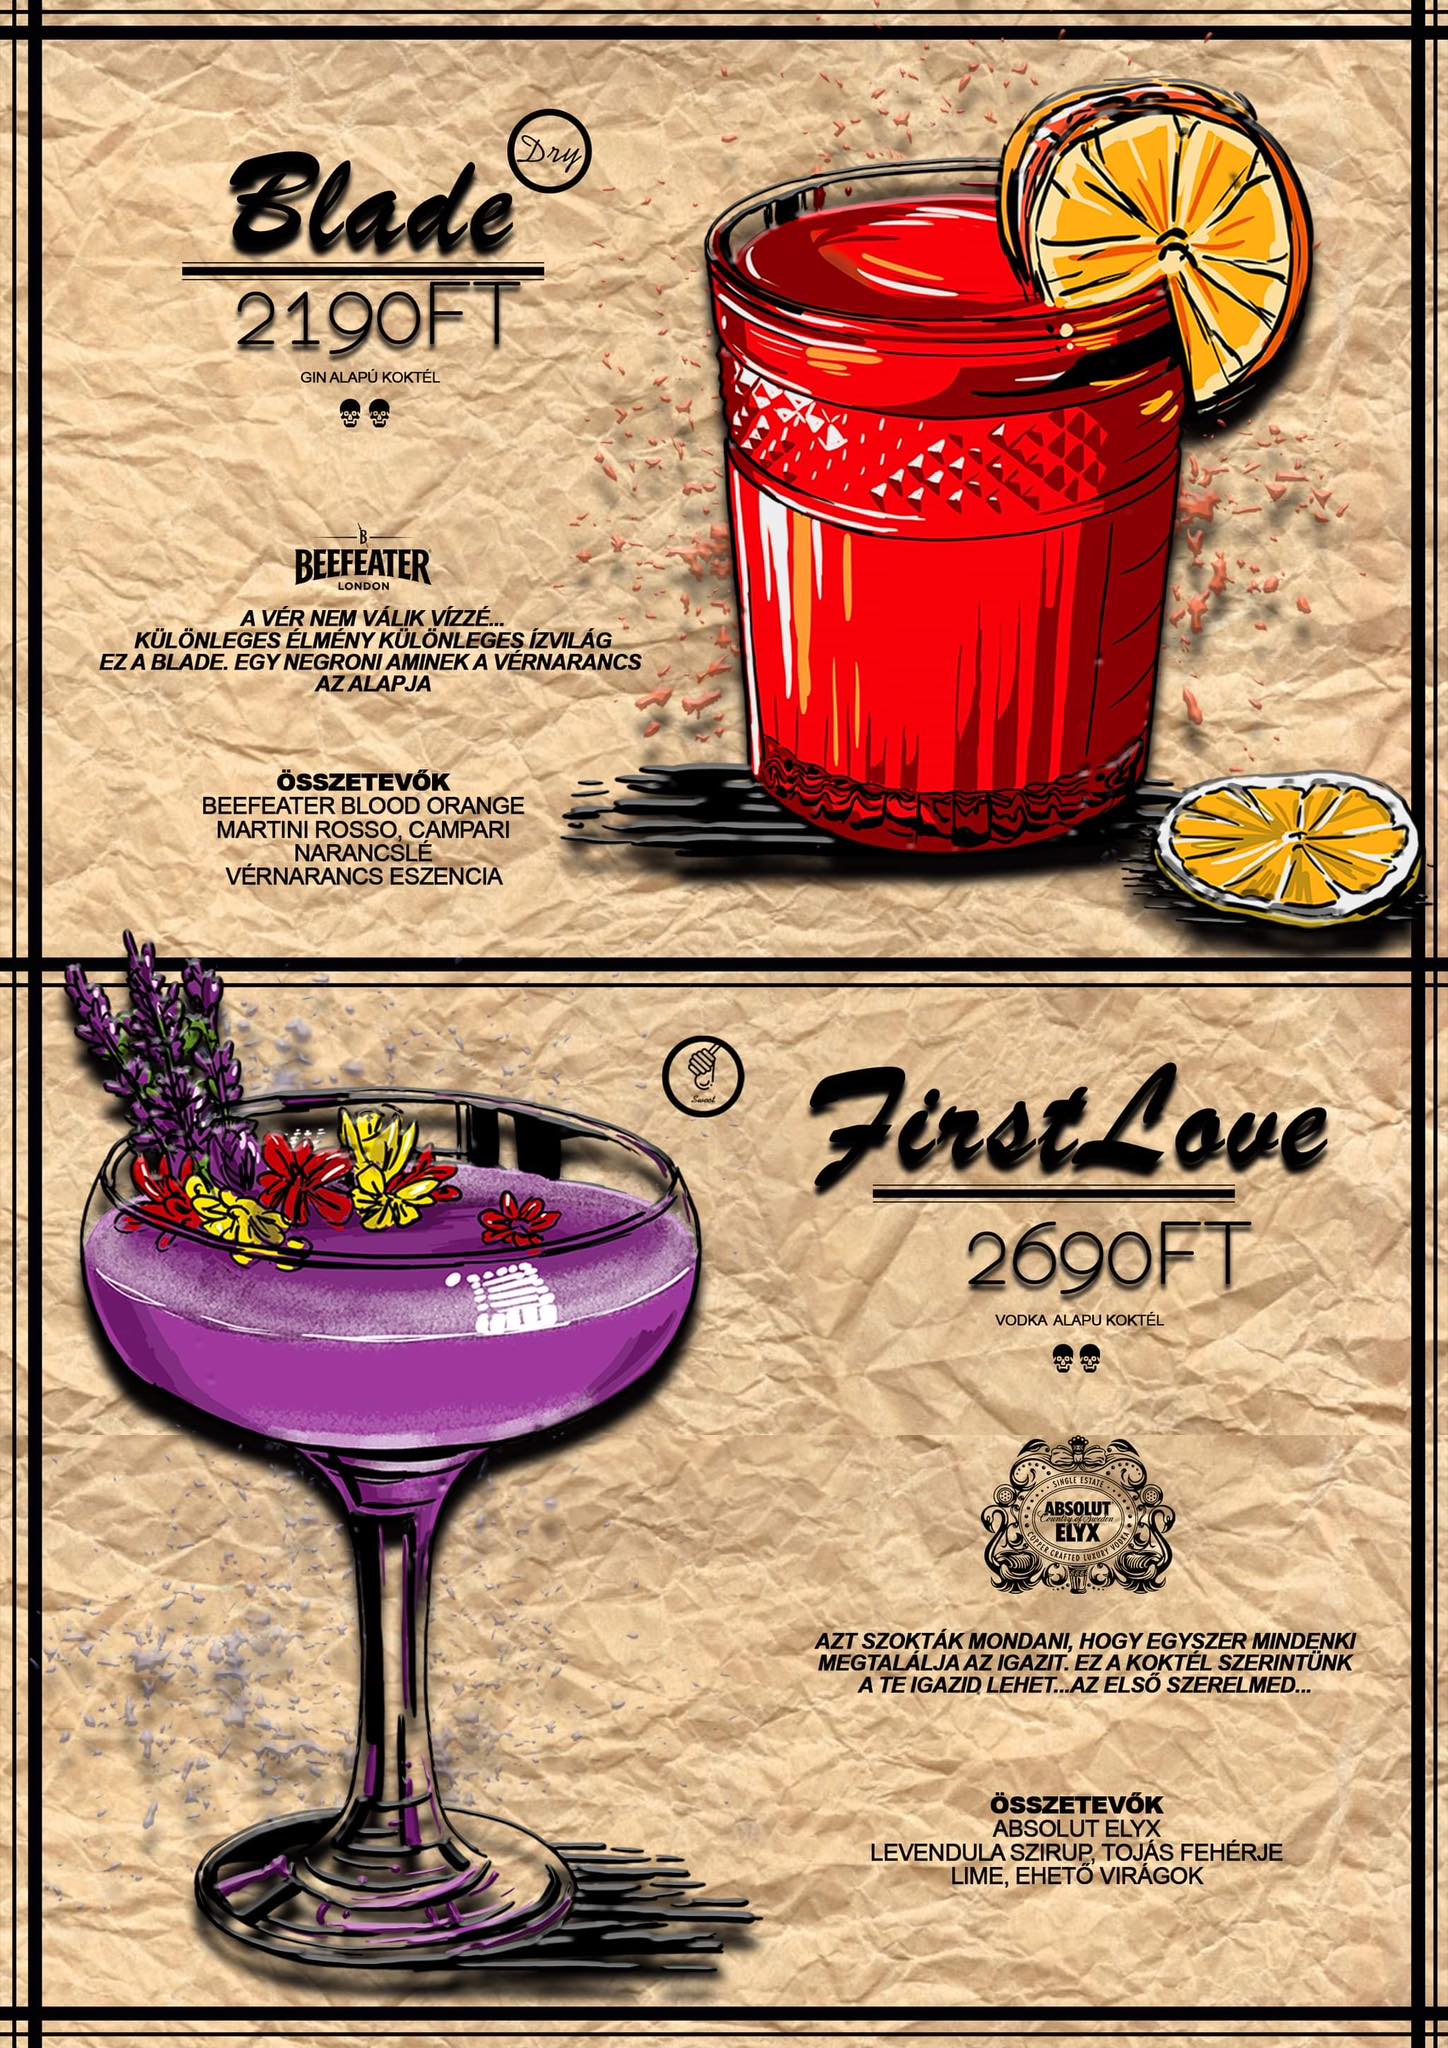 Dry
Blade
2190FT
GIN ALAPÚ KOKTÉL
B
BEEFEATER
LONDON
A VÉR NEM VÁLIK VÍZZÉ...
KÜLÖNLEGES ÉLMÉNY KÜLÖNLEGES ÍZVILÁG
EZ A BLADE. EGY NEGRONI AMINEK A VÉRNARANCS
AZ ALAPJA
ÖSSZETEVŐK
BEEFEATER BLOOD ORANGE
MARTINI ROSSO, CAMPARI
NARANCSLÉ
VÉRNARANCS ESZENCIA
Sweet
FirstLove
2690FT
VODKA ALAPU KOKTÉL
SINGLE ESTATE
ABSOLUT
Country of Sweden
ELYX
COPPER CRAFTED LUXURY VODKA
AZT SZOKTÁK MONDANI, HOGY EGYSZER MINDENKI
MEGTALÁLJA AZ IGAZIT. EZ A KOKTÉL SZERINTÜNK
A TE IGAZID LEHET...AZ ELSŐ SZERELMED...
ÖSSZETEVŐK
ABSOLUT ELYX
LEVENDULA SZIRUP, TOJÁS FEHÉRJE
LIME, EHETŐ VIRÁGOK